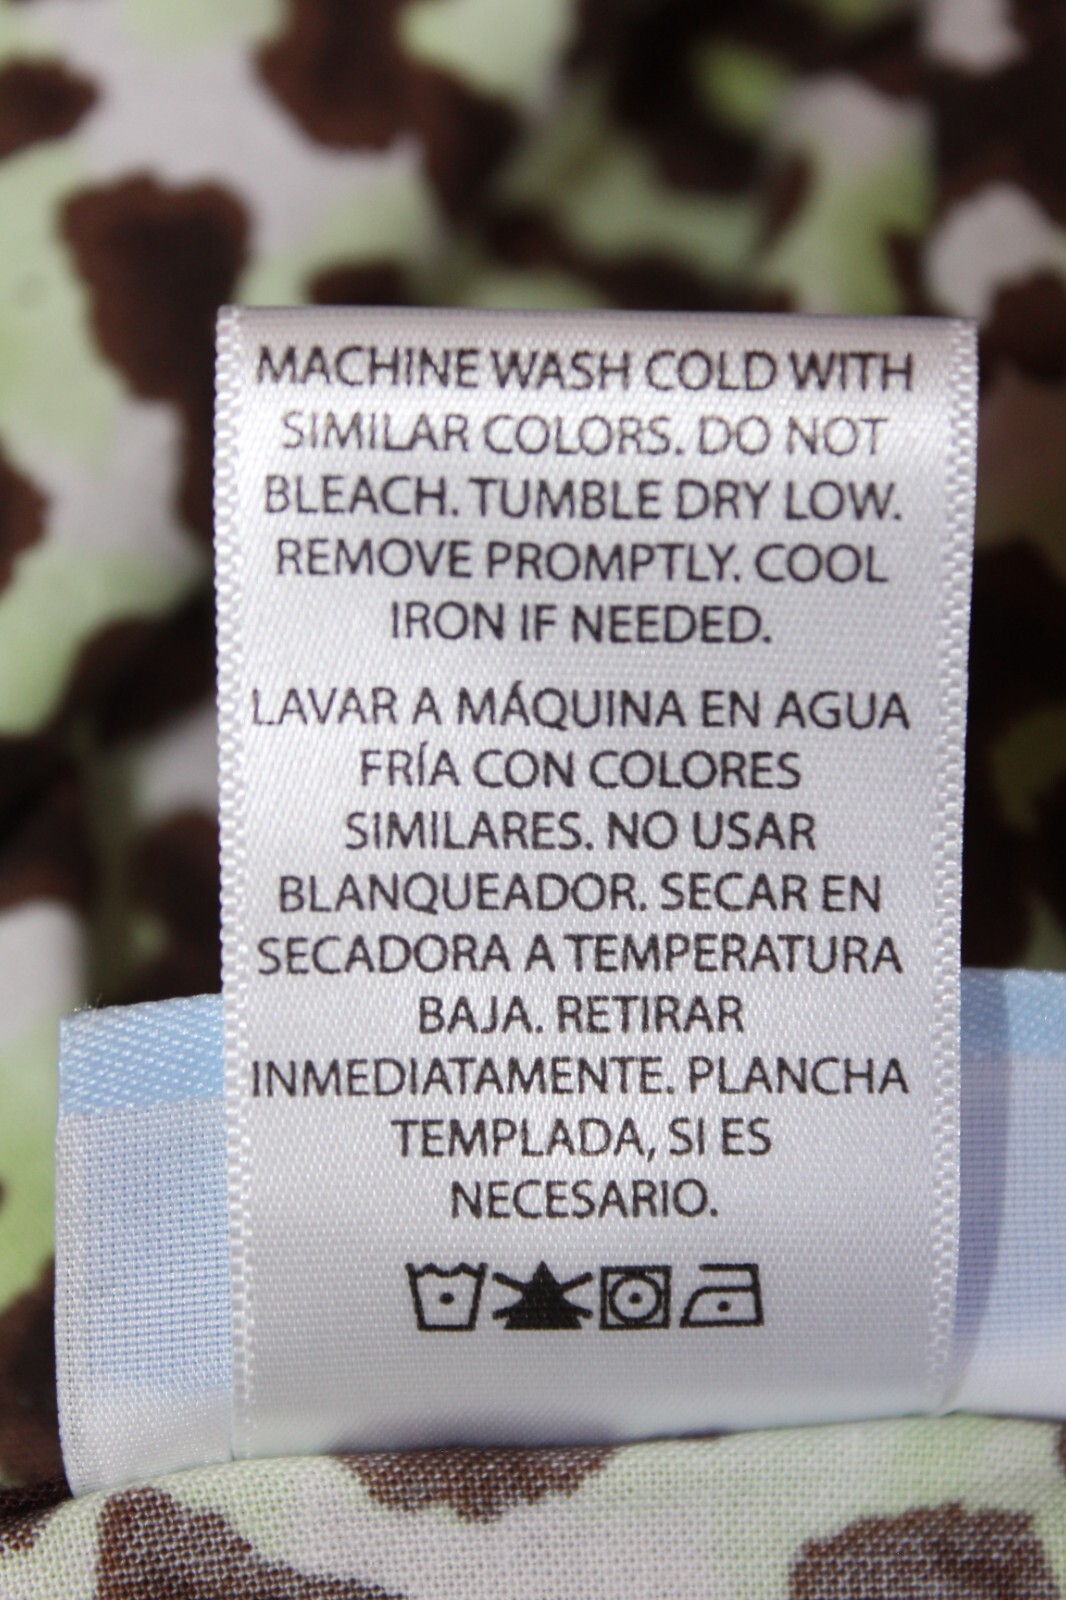 MACHINE WASH COLD WITH
SIMILAR COLORS. DO NOT
BLEACH. TUMBLE DRY LOW.
REMOVE PROMPTLY. COOL
IRON IF NEEDED.
LAVAR A MÁQUINA EN AGUA
FRÍA CON COLORES
SIMILARES. NO USAR
BLANQUEADOR. SECAR EN
SECADORA A TEMPERATURA
BAJA. RETIRAR
INMEDIATAMENTE. PLANCHA
TEMPLADA, SI ES
NECESARIO.